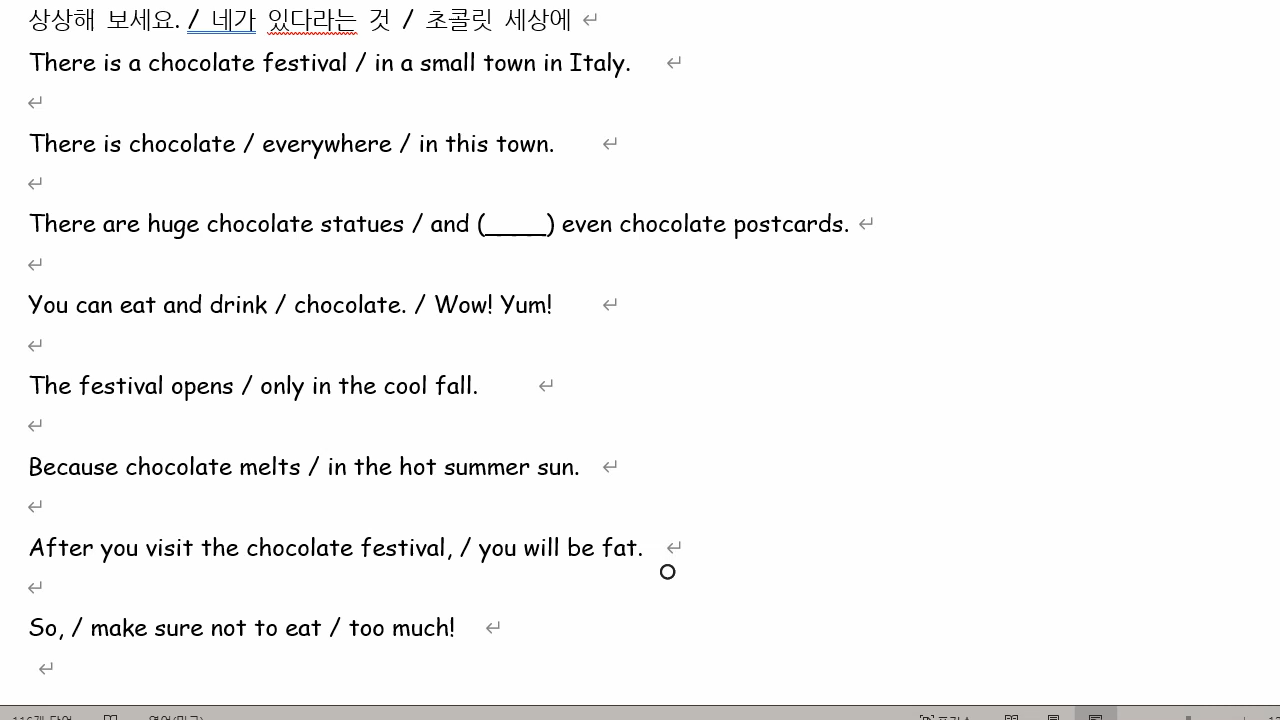 상상해 보세요. / 네가 있다라는 것 / 초콜릿 세상에
There is a chocolate festival / in a small town in Italy.
There is chocolate / everywhere / in this town.
There are huge chocolate statues / and (____) even chocolate postcards.
You can eat and drink / chocolate. / Wow! Yum!
The festival opens / only in the cool fall.
Because chocolate melts / in the hot summer sun.
After you visit the chocolate festival, / you will be fat.
So, / make sure not to eat / too much!